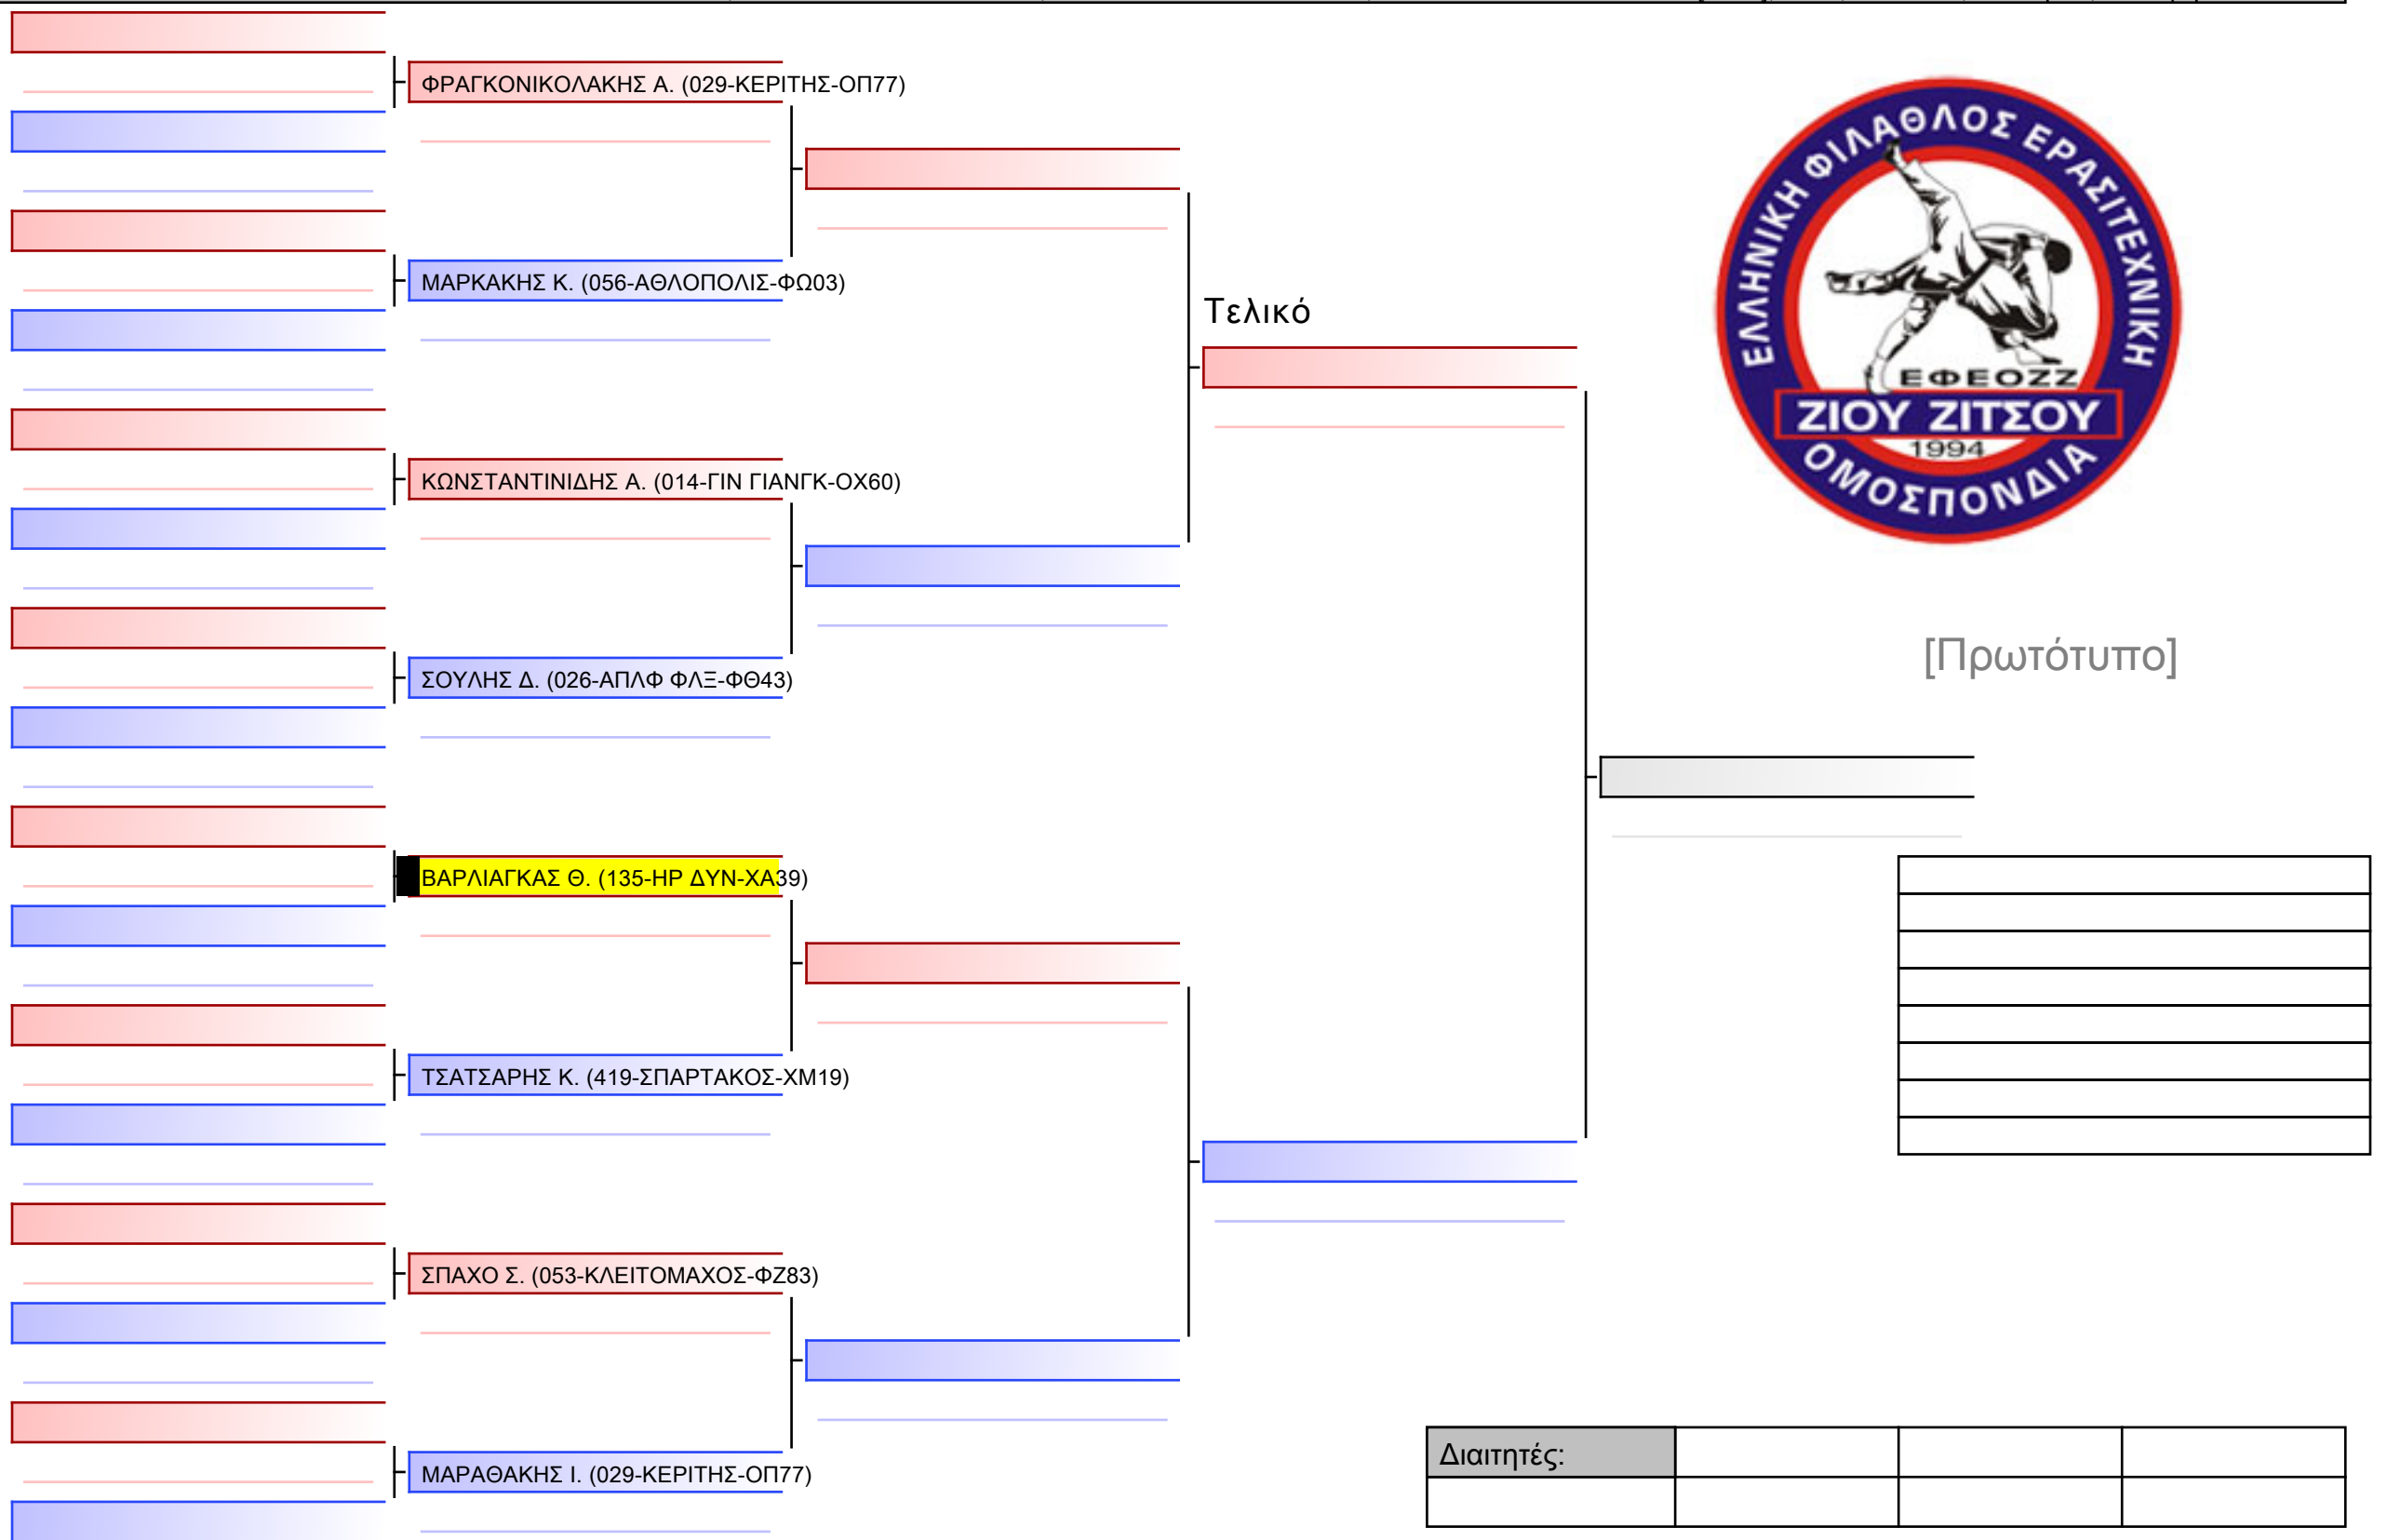 ΦΡΑΓΚΟΝΙΚΟΛΑΚΗΣ Α. (029-ΚΕΡΙΤΗΣ-ΟΠ77)
ΜΑΡΚΑΚΗΣ Κ. (056-ΑΘΛΟΠΟΛΙΣ-ΦΩ03)
ΚΩΝΣΤΑΝΤΙΝΙΔΗΣ Α. (014-ΓΙΝ ΓΙΑΝΓΚ-ΟΧ60)
ΣΟΥΛΗΣ Δ. (026-ΑΠΛΦ ΦΛΞ-ΦΘ43)
ΒΑΡΛΙΑΓΚΑΣ Θ. (135-ΗΡ ΔΥΝ-ΧΑ39)
ΤΣΑΤΣΑΡΗΣ Κ. (419-ΣΠΑΡΤΑΚΟΣ-ΧΜ19)
ΣΠΑΧΟ Σ. (053-ΚΛΕΙΤΟΜΑΧΟΣ-ΦΖ83)
ΜΑΡΑΘΑΚΗΣ Ι. (029-ΚΕΡΙΤΗΣ-ΟΠ77)
Τελικό
ΕΛΛΗΝΙΚΗ ΦΙΛΑΘΛΟΣ ΕΡΑΣΙΤΕΧΝΙΚΗ
ΕΦΕΟΖΖ
ΖΙΟΥ ΖΙΤΣΟΥ
1994
ΟΜΟΣΠΟΝΔΙΑ
[Πρωτότυπο]
Διαιτητές: